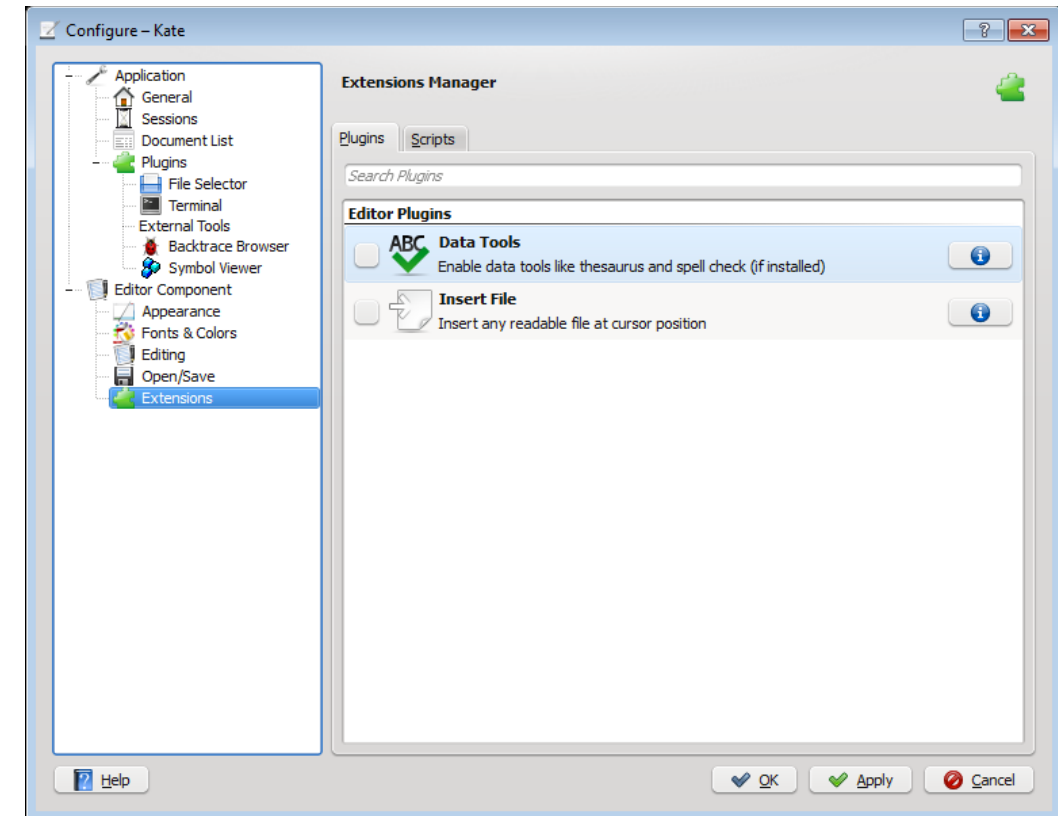 Configure – Kate
Application
General
Sessions
Document List
Plugins
File Selector
Terminal
External Tools
Backtrace Browser
Symbol Viewer
Editor Component
Appearance
Fonts & Colors
Editing
Open/Save
Extensions
Extensions Manager
Plugins Scripts
Search Plugins
Editor Plugins
ABC Data Tools
Enable data tools like thesaurus and spell check (if installed)
Insert File
Insert any readable file at cursor position
Help OK Apply Cancel